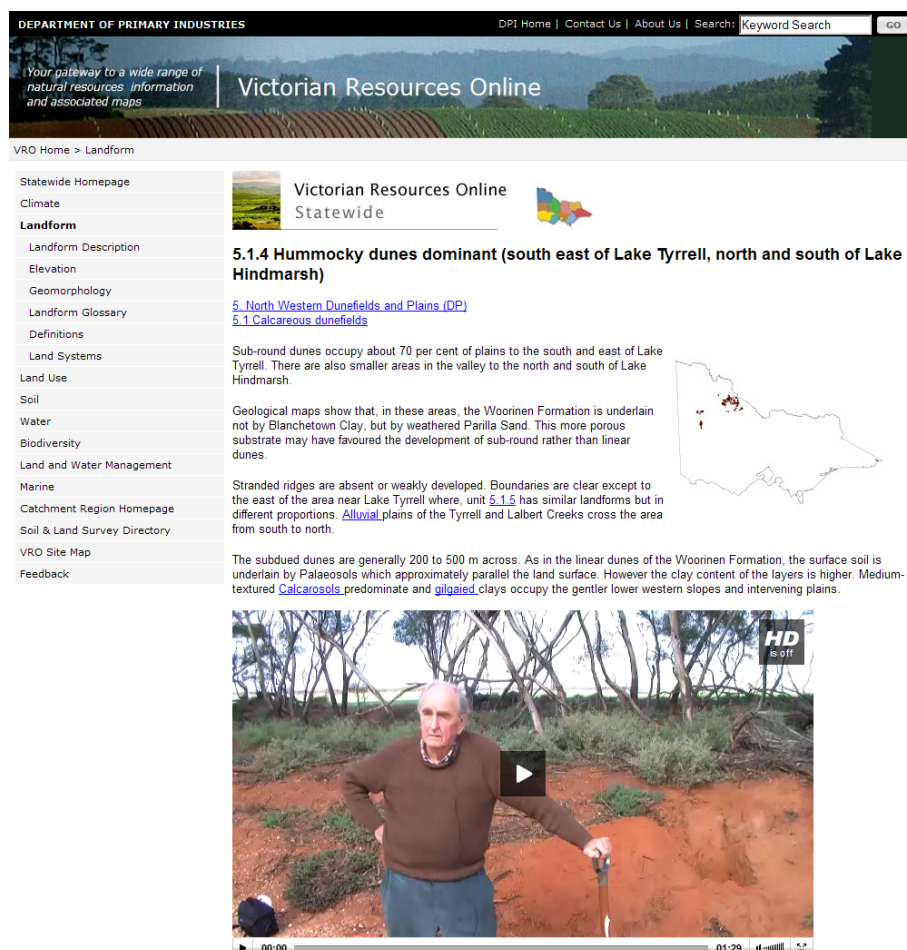 DEPARTMENT OF PRIMARY INDUSTRIES
DPI Home | Contact Us | About Us | Search: Keyword Search GO
Your gateway to a wide range of
natural resources information
and associated maps
Victorian Resources Online
VRO Home > Landform
Statewide Homepage
Climate
Landform
Landform Description
Elevation
Geomorphology
Landform Glossary
Definitions
Land Systems
Land Use
Soil
Water
Biodiversity
Land and Water Management
Marine
Catchment Region Homepage
Soil & Land Survey Directory
VRO Site Map
Feedback
Victorian Resources Online
Statewide
5.1.4 Hummocky dunes dominant (south east of Lake Tyrrell, north and south of Lake
Hindmarsh)
5. North Western Dunefields and Plains (DP)
5.1 Calcareous dunefields
Sub-round dunes occupy about 70 per cent of plains to the south and east of Lake
Tyrrell. There are also smaller areas in the valley to the north and south of Lake
Hindmarsh.
Geological maps show that, in these areas, the Woorinen Formation is underlain
not by Blanchetown Clay, but by weathered Parilla Sand. This more porous
substrate may have favoured the development of sub-round rather than linear
dunes.
Stranded ridges are absent or weakly developed. Boundaries are clear except to
the east of the area near Lake Tyrrell where, unit 5.1.5 has similar landforms but in
different proportions. Alluvial plains of the Tyrrell and Lalbert Creeks cross the area
from south to north.
The subdued dunes are generally 200 to 500 m across. As in the linear dunes of the Woorinen Formation, the surface soil is
underlain by Palaeosols which approximately parallel the land surface. However the clay content of the layers is higher. Medium-
textured Calcarosols predominate and gilgaied clays occupy the gentler lower western slopes and intervening plains.
HD
is off
00:00
01:29